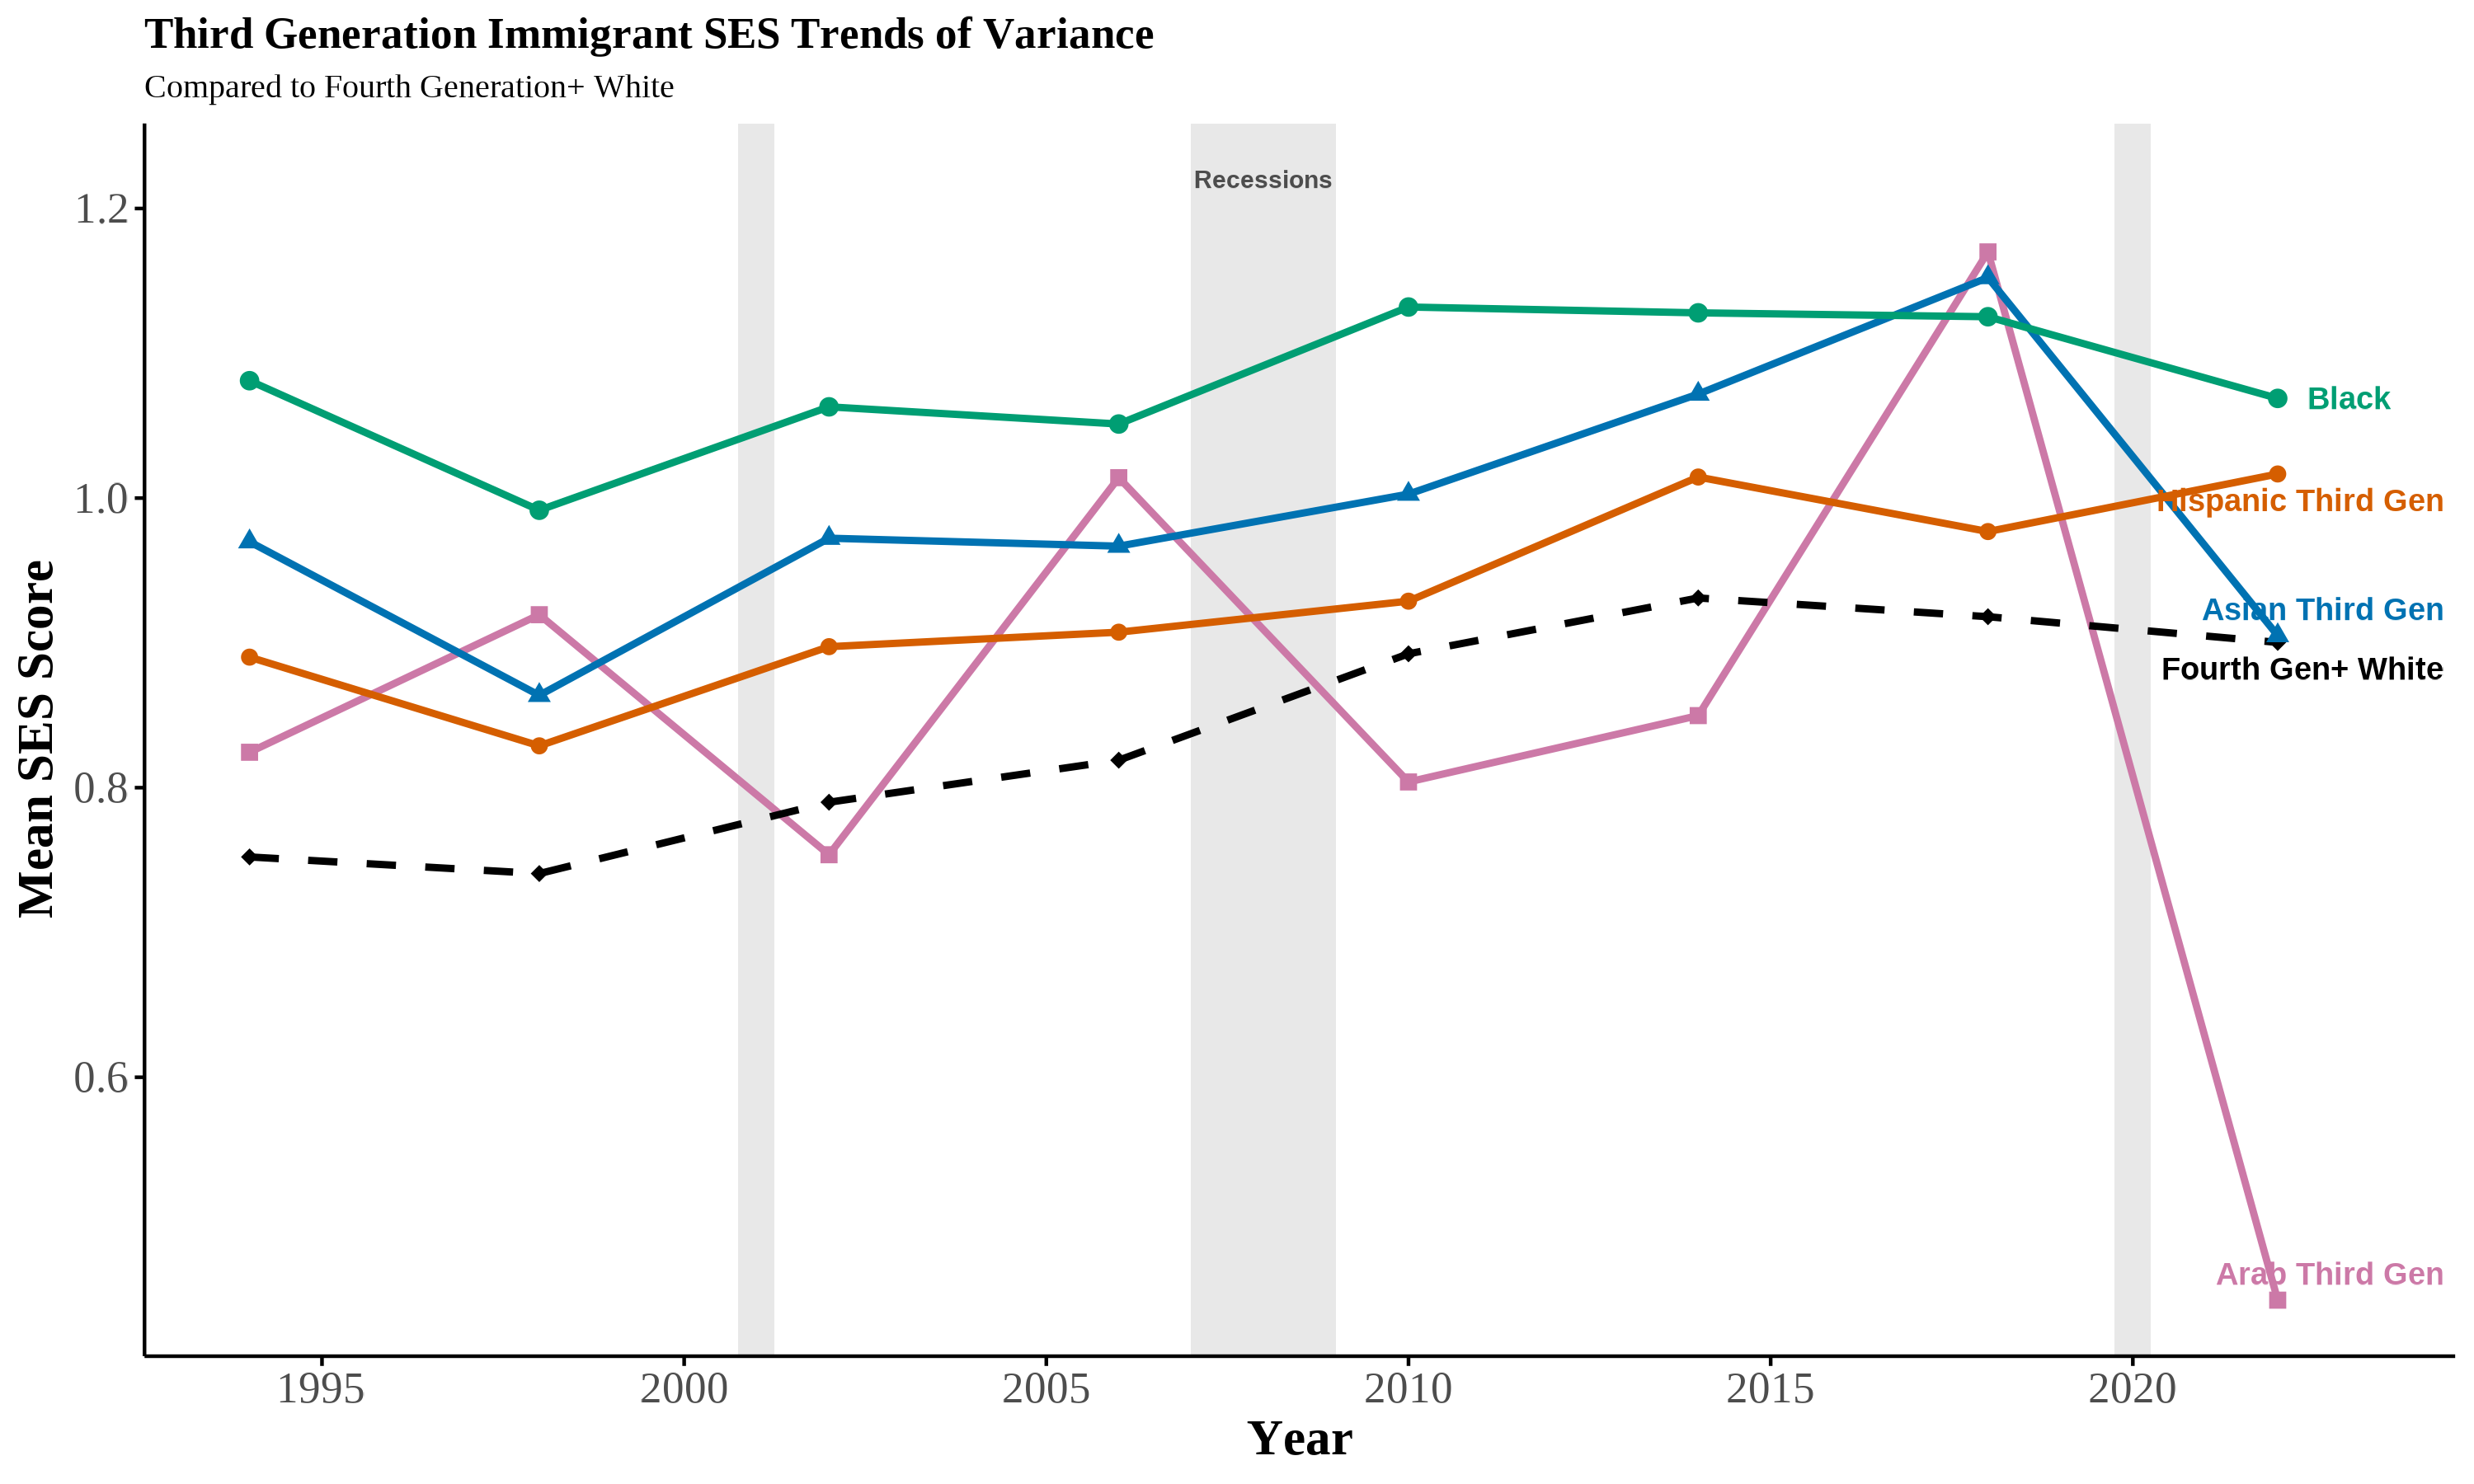 Third Generation Immigrant SES Trends of Variance
Compared to Fourth Generation+ White
Recessions
1.2
1.0
0.8
0.6
Mean SES Score
Black
Hispanic Third Gen
Asian Third Gen
Fourth Gen+ White
Arab Third Gen
1995 2000 2005 2010 2015 2020
Year